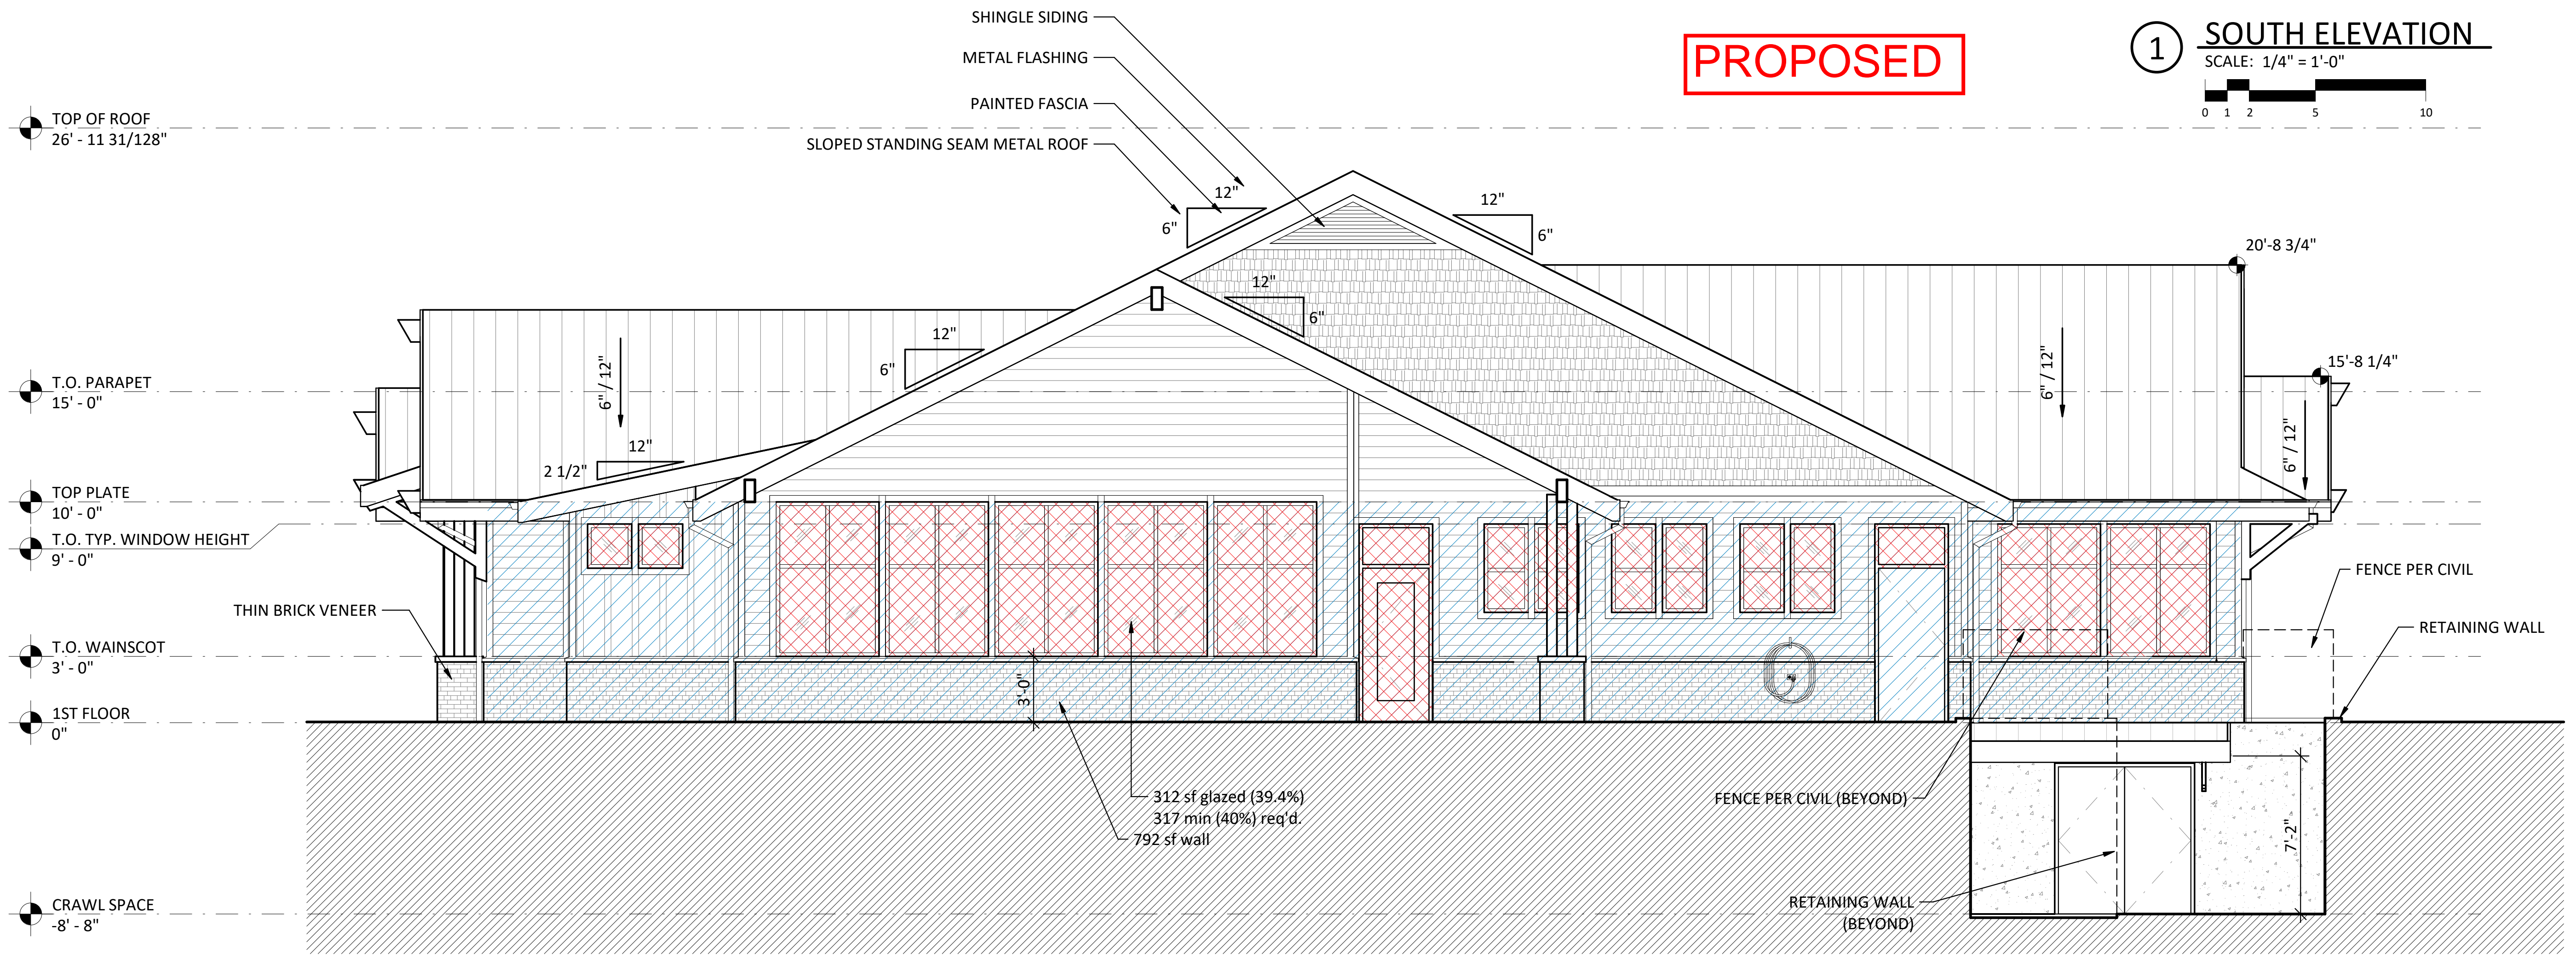 SHINGLE SIDING
METAL FLASHING
PAINTED FASCIA
SLOPED STANDING SEAM METAL ROOF
PROPOSED
1
SOUTH ELEVATION
SCALE: 1/4" = 1'-0"
0 1 2 5 10
TOP OF ROOF
26' - 11 31/128"
T.O. PARAPET
15' - 0"
TOP PLATE
10' - 0"
T.O. TYP. WINDOW HEIGHT
9' - 0"
THIN BRICK VENEER
T.O. WAINSCOT
3' - 0"
1ST FLOOR
0"
CRAWL SPACE
-8' - 8"
12"
6"
12"
6"
12"
6"
12"
6"
12"
2 1/2"
6" / 12"
6" / 12"
6" / 12"
20'-8 3/4"
15'-8 1/4"
FENCE PER CIVIL
RETAINING WALL
3'-0"
312 sf glazed (39.4%)
317 min (40%) req'd.
792 sf wall
FENCE PER CIVIL (BEYOND)
7'-2"
RETAINING WALL
(BEYOND)